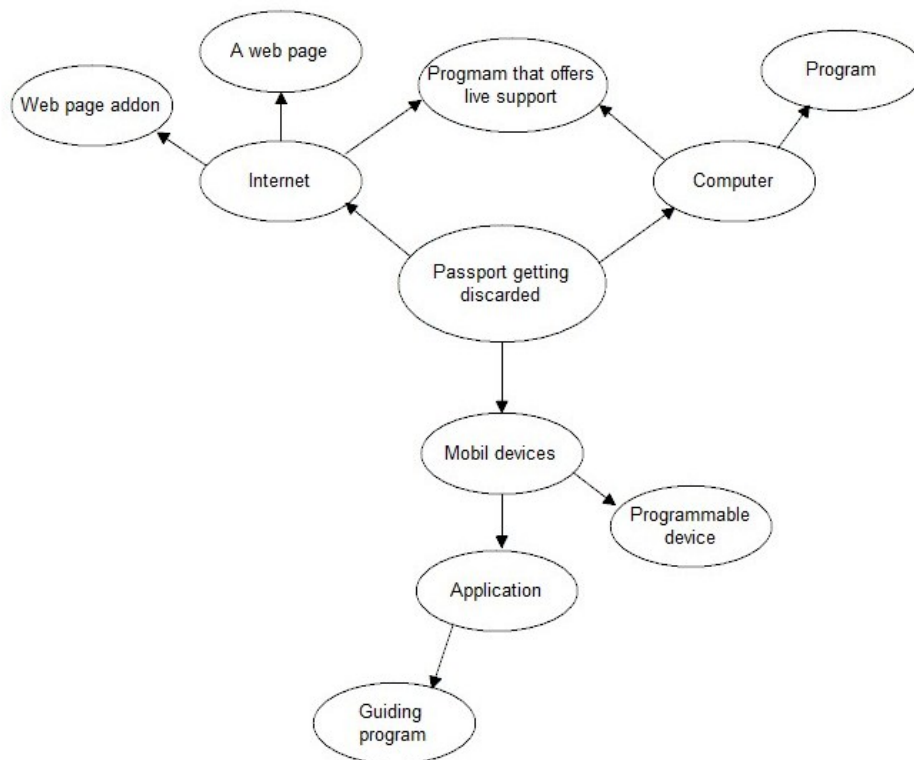 A web page
Progmam that offers
live support
Program
Web page addon
Internet
Computer
Passport getting
discarded
Mobil devices
Programmable
device
Application
Guiding
program